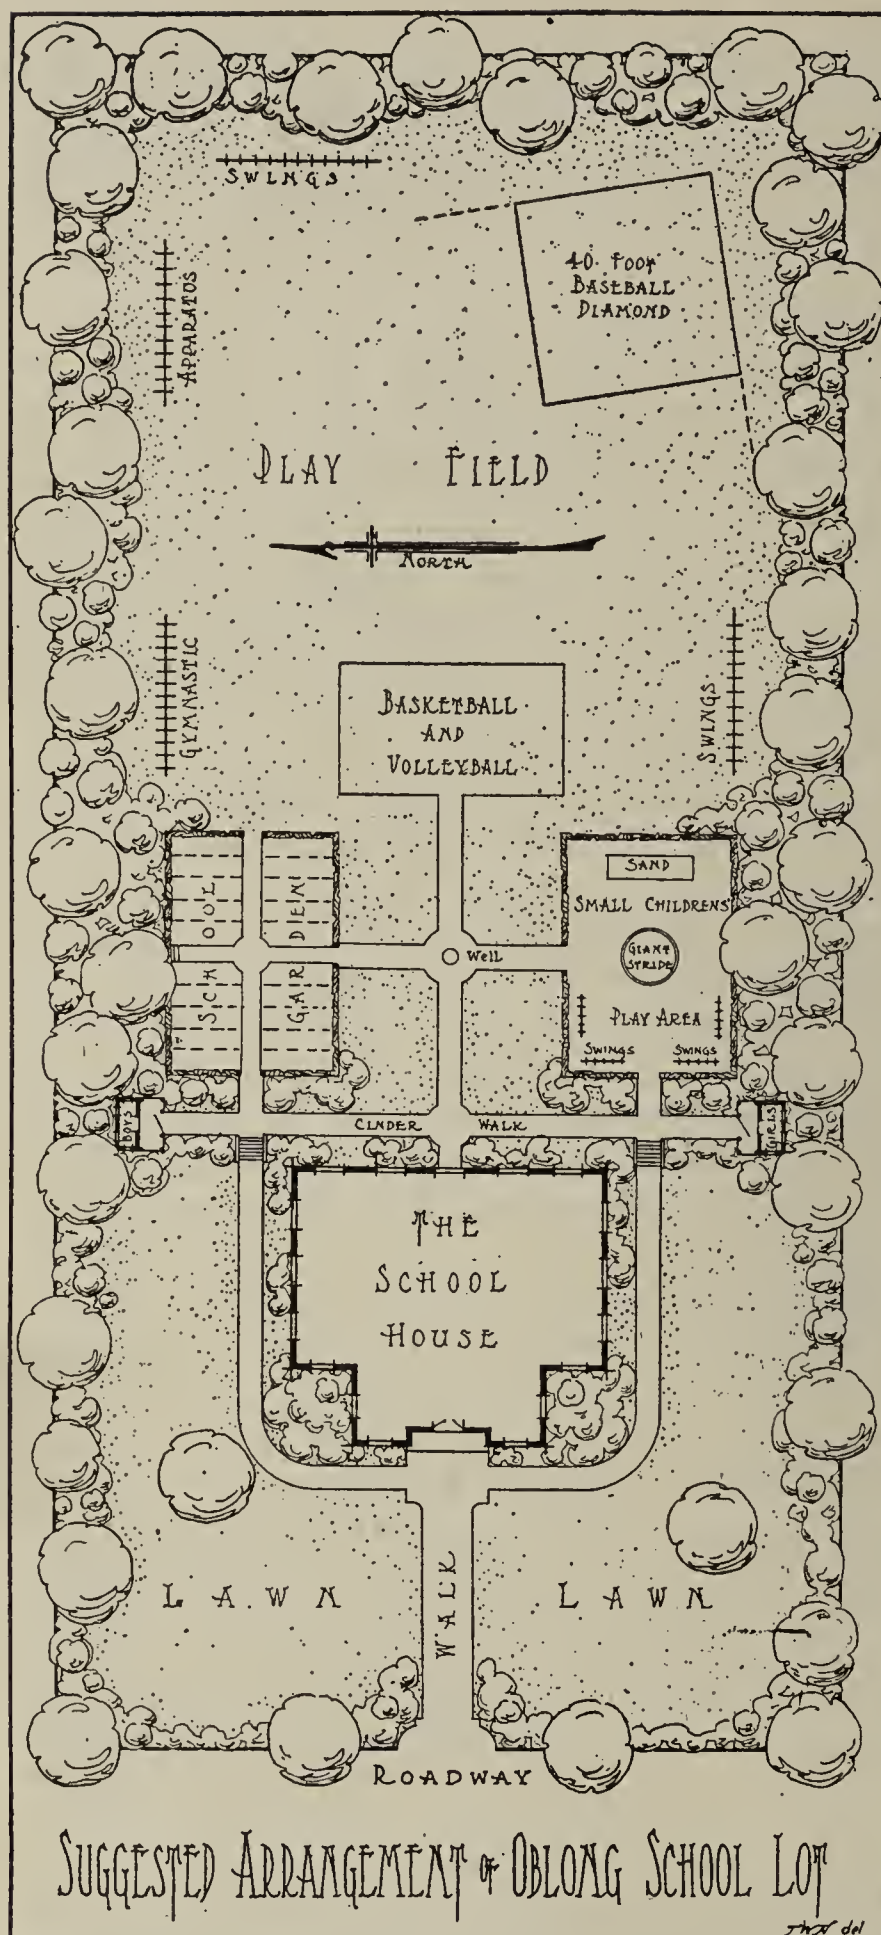 SWINGS
40 FOOT
BASEBALL
DIAMOND
APPARATUS
PLAY FIELD
NORTH
GYMNASTIC
SWINGS
BASKETBALL
AND
VOLLEYBALL
SCHOOL
GARDEN
SAND
SMALL CHILDRENS
GIANT
STRIDE
PLAY AREA
SWINGS SWINGS
Well
BOYS
CINDER WALK
GIRLS
THE
SCHOOL
HOUSE
LAWN
WALK
LAWN
ROADWAY
SUGGESTED ARRANGEMENT OF OBLONG SCHOOL LOT
del